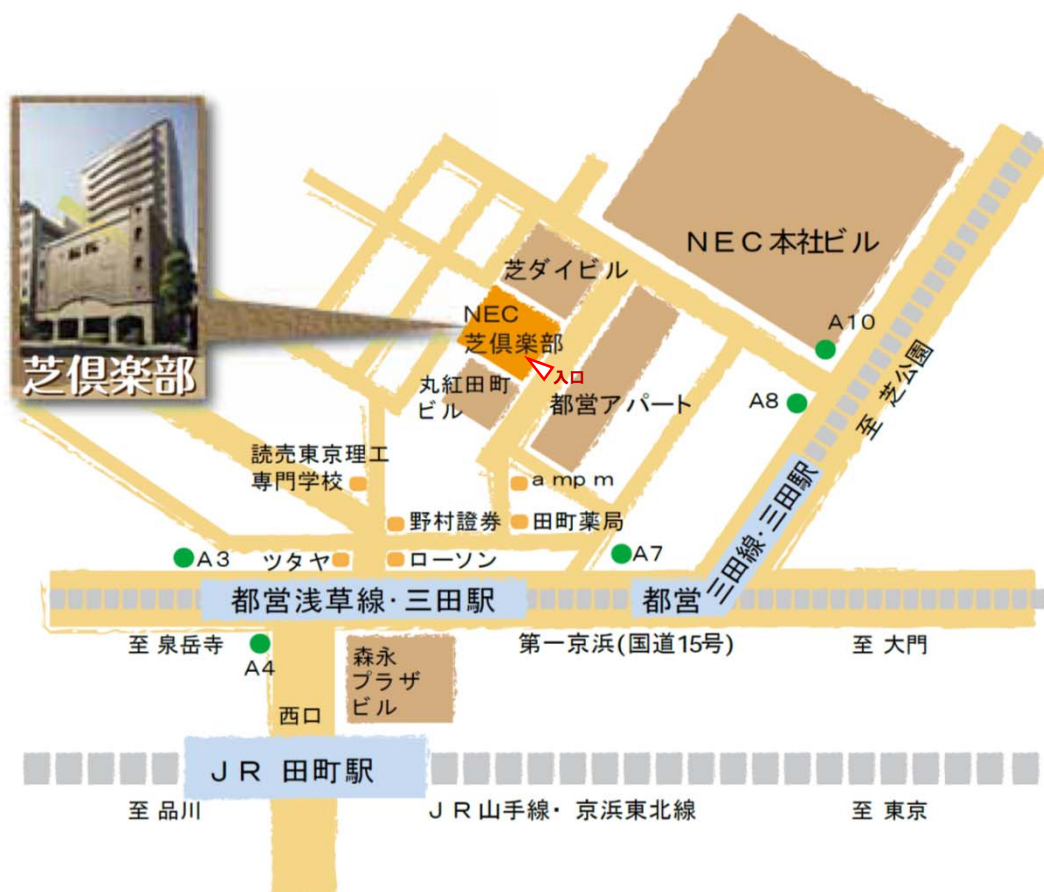 芝倶楽部
NEC本社ビル
芝ダイビル
NEC
芝倶楽部
入口
丸紅田町
ビル
都営アパート
A10
A8
至 芝公園
読売東京理工
専門学校
am pm
野村證券
田町薬局
A3
ツタヤ
ローソン
A7
都営浅草線・三田駅
都営
三田線・三田駅
至 泉岳寺
A4
第一京浜(国道15号)
至 大門
森永
プラザ
ビル
西口
JR 田町駅
至 品川
JR山手線・京浜東北線
至 東京